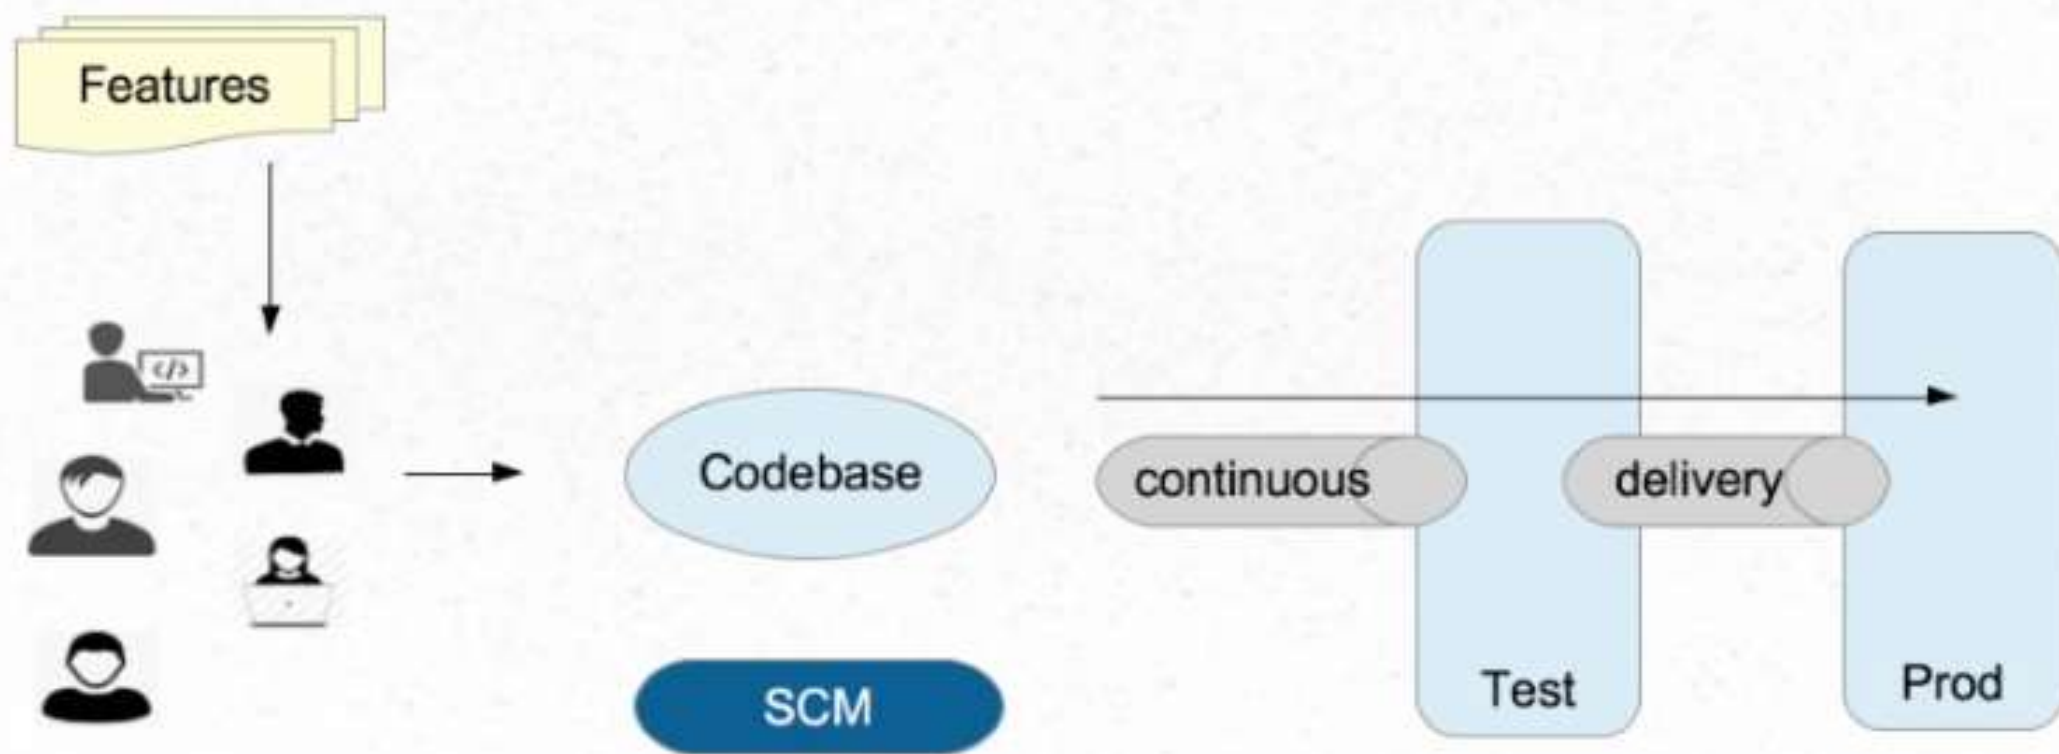 Features
</>
Codebase
continuous
delivery
SCM
Test
Prod